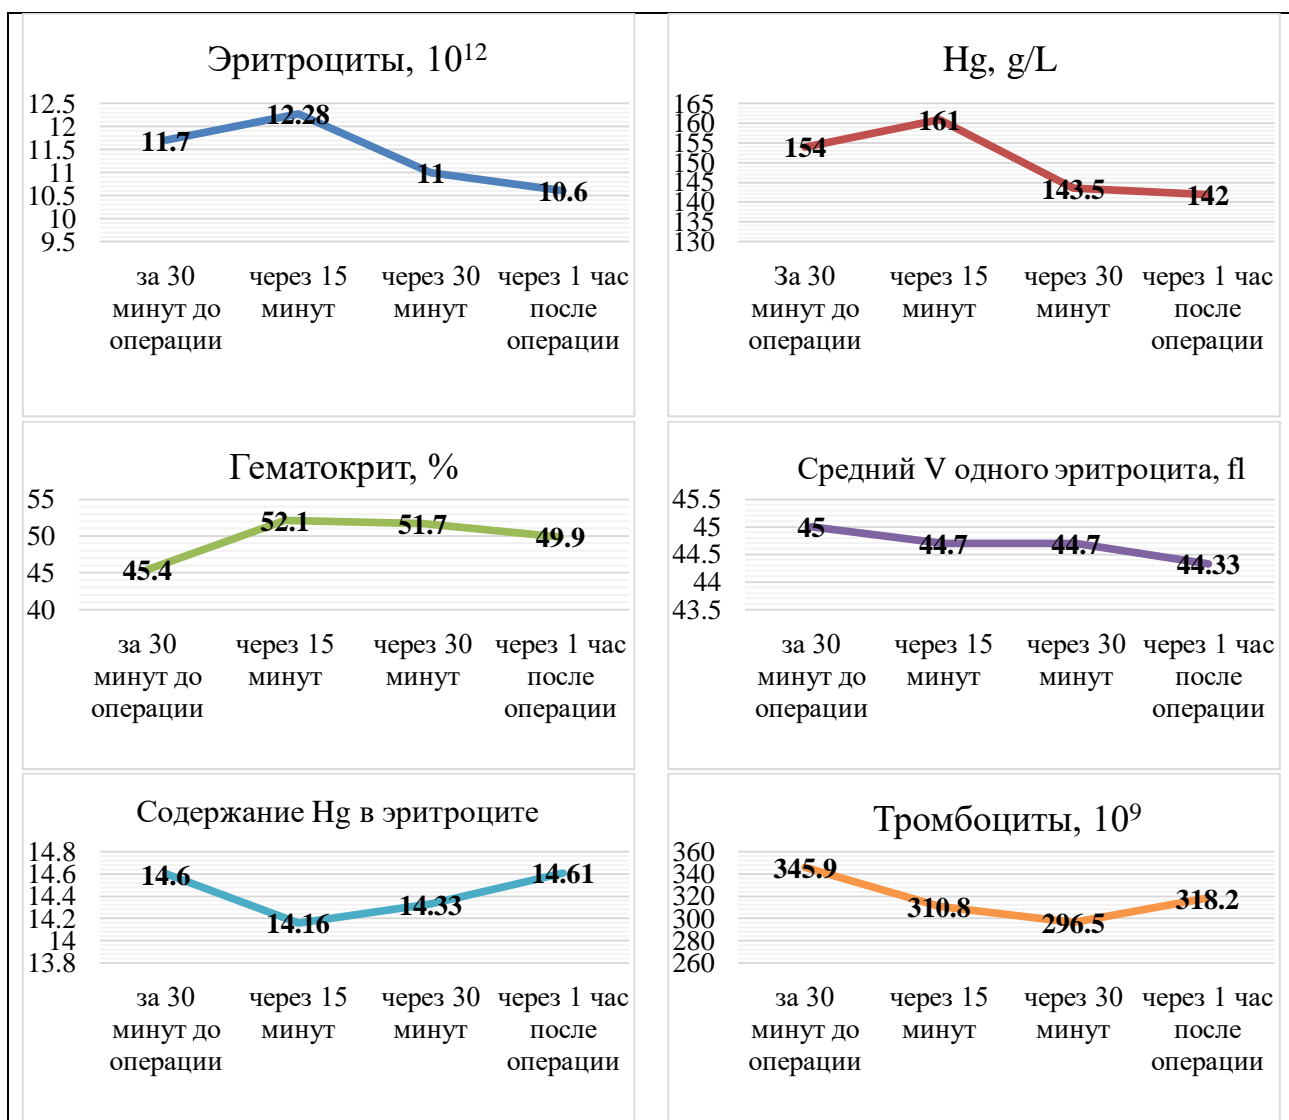 Эритроциты, 10¹²
12.5
12
11.5
11
10.5
10
9.5
11.7
12.28
11
10.6
за 30
минут до
операции
через 15
минут
через 30
минут
через 1 час
после
операции
Hg, g/L
165
160
155
150
145
140
135
130
154
161
143.5
142
За 30
минут до
операции
через 15
минут
через 30
минут
через 1 час
после
операции
Гематокрит, %
55
50
45
40
45.4
52.1
51.7
49.9
за 30
минут до
операции
через 15
минут
через 30
минут
через 1 час
после
операции
Средний V одного эритроцита, fl
45.5
45
44.5
44
43.5
45
44.7
44.7
44.33
за 30
минут до
операции
через 15
минут
через 30
минут
через 1 час
после
операции
Содержание Hg в эритроците
14.8
14.6
14.4
14.2
14
13.8
14.6
14.16
14.33
14.61
за 30
минут до
операции
через 15
минут
через 30
минут
через 1 час
после
операции
Тромбоциты, 10⁹
360
340
320
300
280
260
345.9
310.8
296.5
318.2
за 30
минут до
операции
через 15
минут
через 30
минут
через 1 час
после
операции